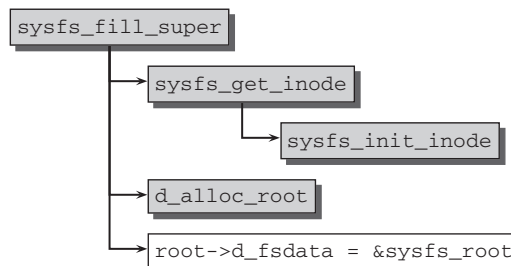 sysfs_fill_super
sysfs_get_inode
sysfs_init_inode
d_alloc_root
root->d_fsdata = &sysfs_root